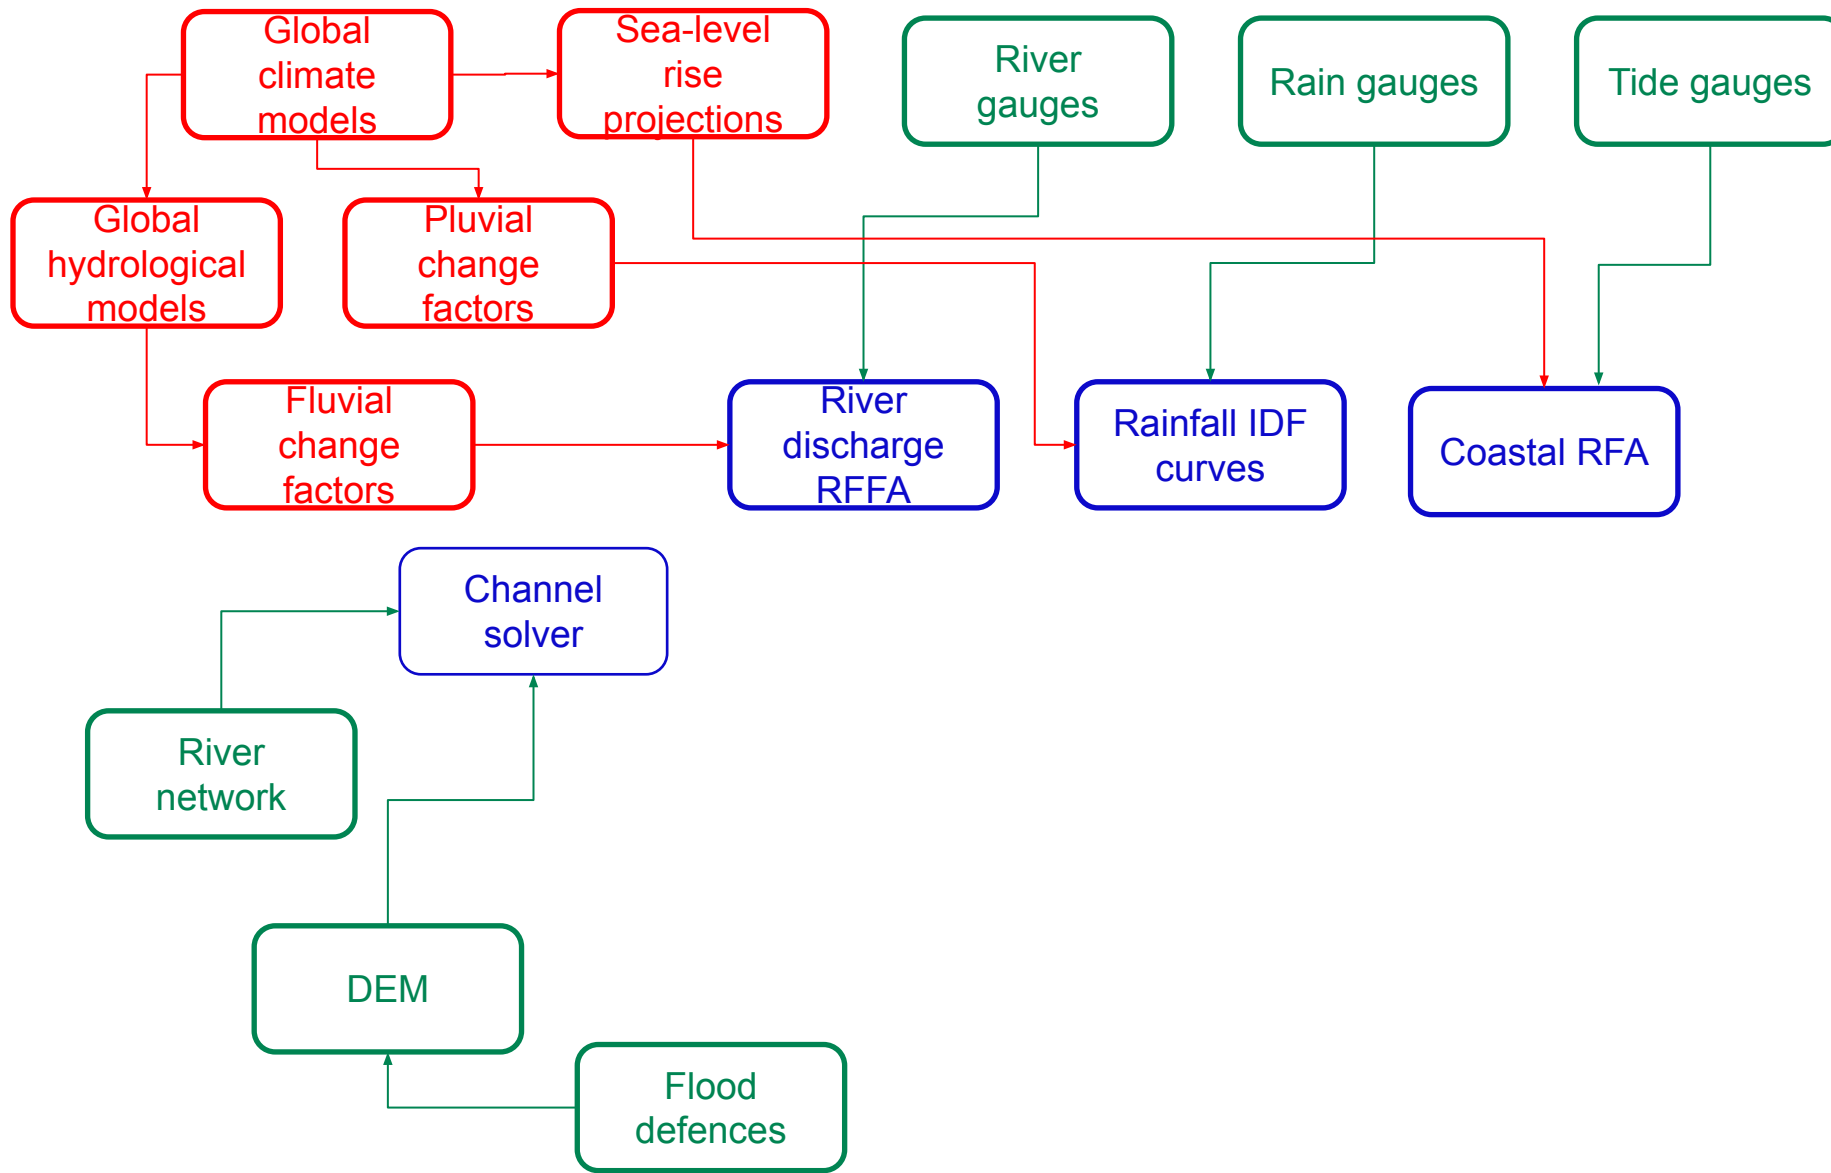 Global
climate
models
Sea-level
rise
projections
River
gauges
Rain gauges
Tide gauges
Global
hydrological
models
Pluvial
change
factors
Fluvial
change
factors
River
discharge
RFFA
Rainfall IDF
curves
Coastal RFA
Channel
solver
River
network
DEM
Flood
defences